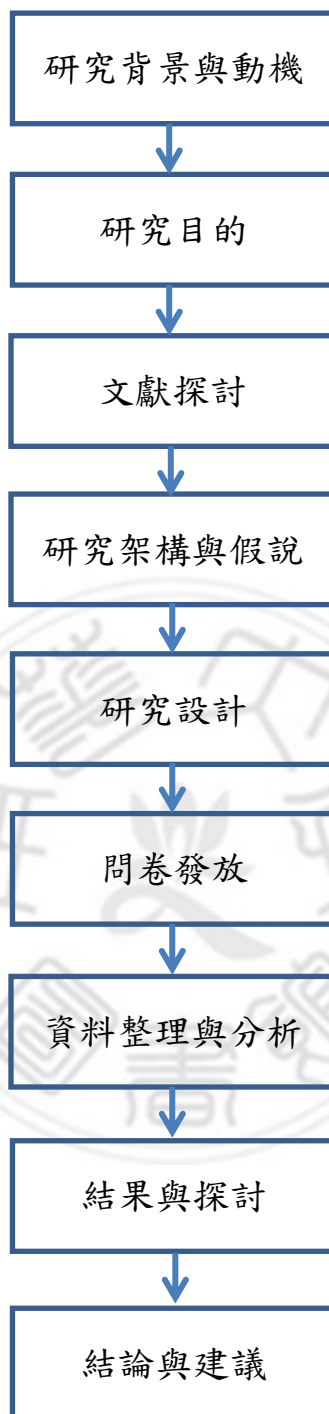 研究背景與動機
研究目的
文獻探討
研究架構與假說
研究設計
問卷發放
資料整理與分析
結果與探討
結論與建議